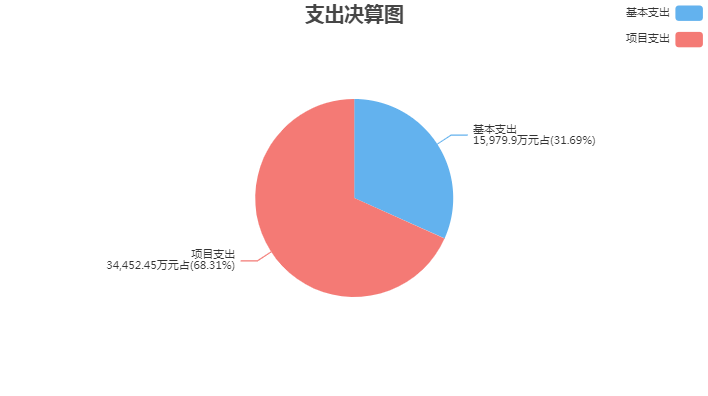 支出决算图
基本支出
项目支出
基本支出
15,979.9万元占(31.69%)
项目支出
34,452.45万元占(68.31%)